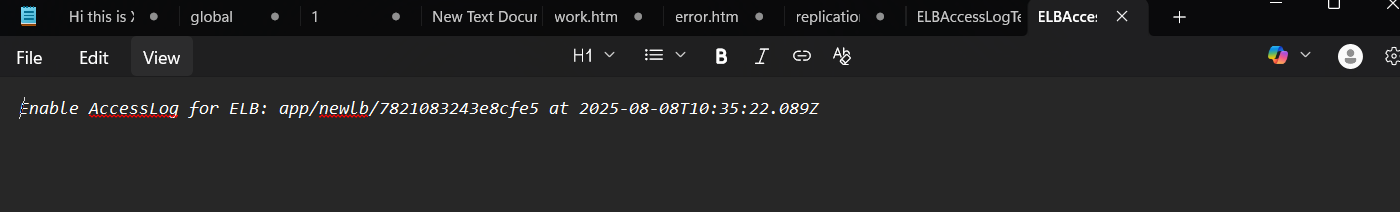 Hi this is X
global
1
New Text Docur
work.htm
error.htm
replication
ELBAccessLogTe
ELBAcces
File
Edit
View
H1
B
I
Enable AccessLog for ELB: app/newlb/7821083243e8cfe5 at 2025-08-08T10:35:22.089Z